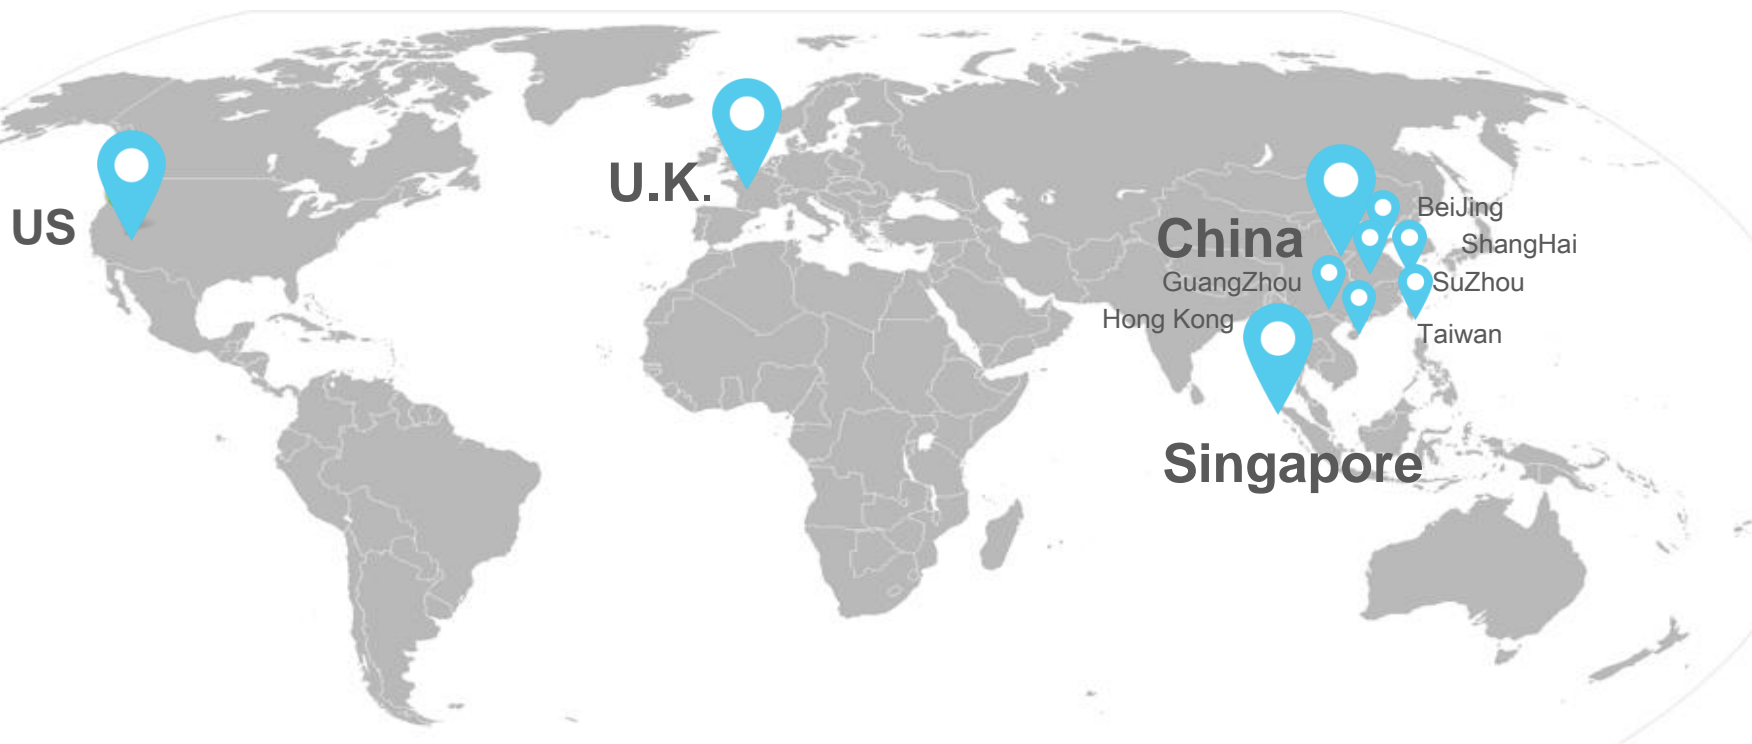 US
U.K.
China
BeiJing
ShangHai
GuangZhou
SuZhou
Hong Kong
Taiwan
Singapore